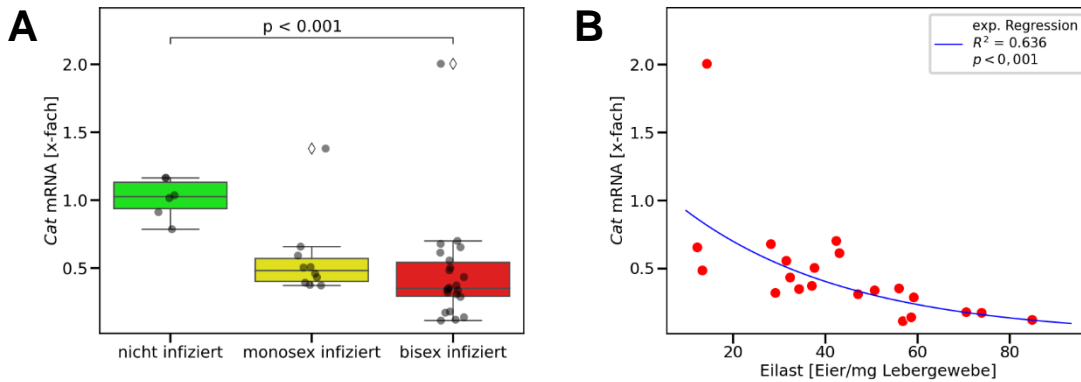 A
p < 0.001
Cat mRNA [x-fach]
2.0
1.5
1.0
0.5
nicht infiziert
monosex infiziert
bisex infiziert
B
exp. Regression
R² = 0.636
p < 0,001
Cat mRNA [x-fach]
2.0
1.5
1.0
0.5
20
40
60
80
Eilast [Eier/mg Lebergewebe]